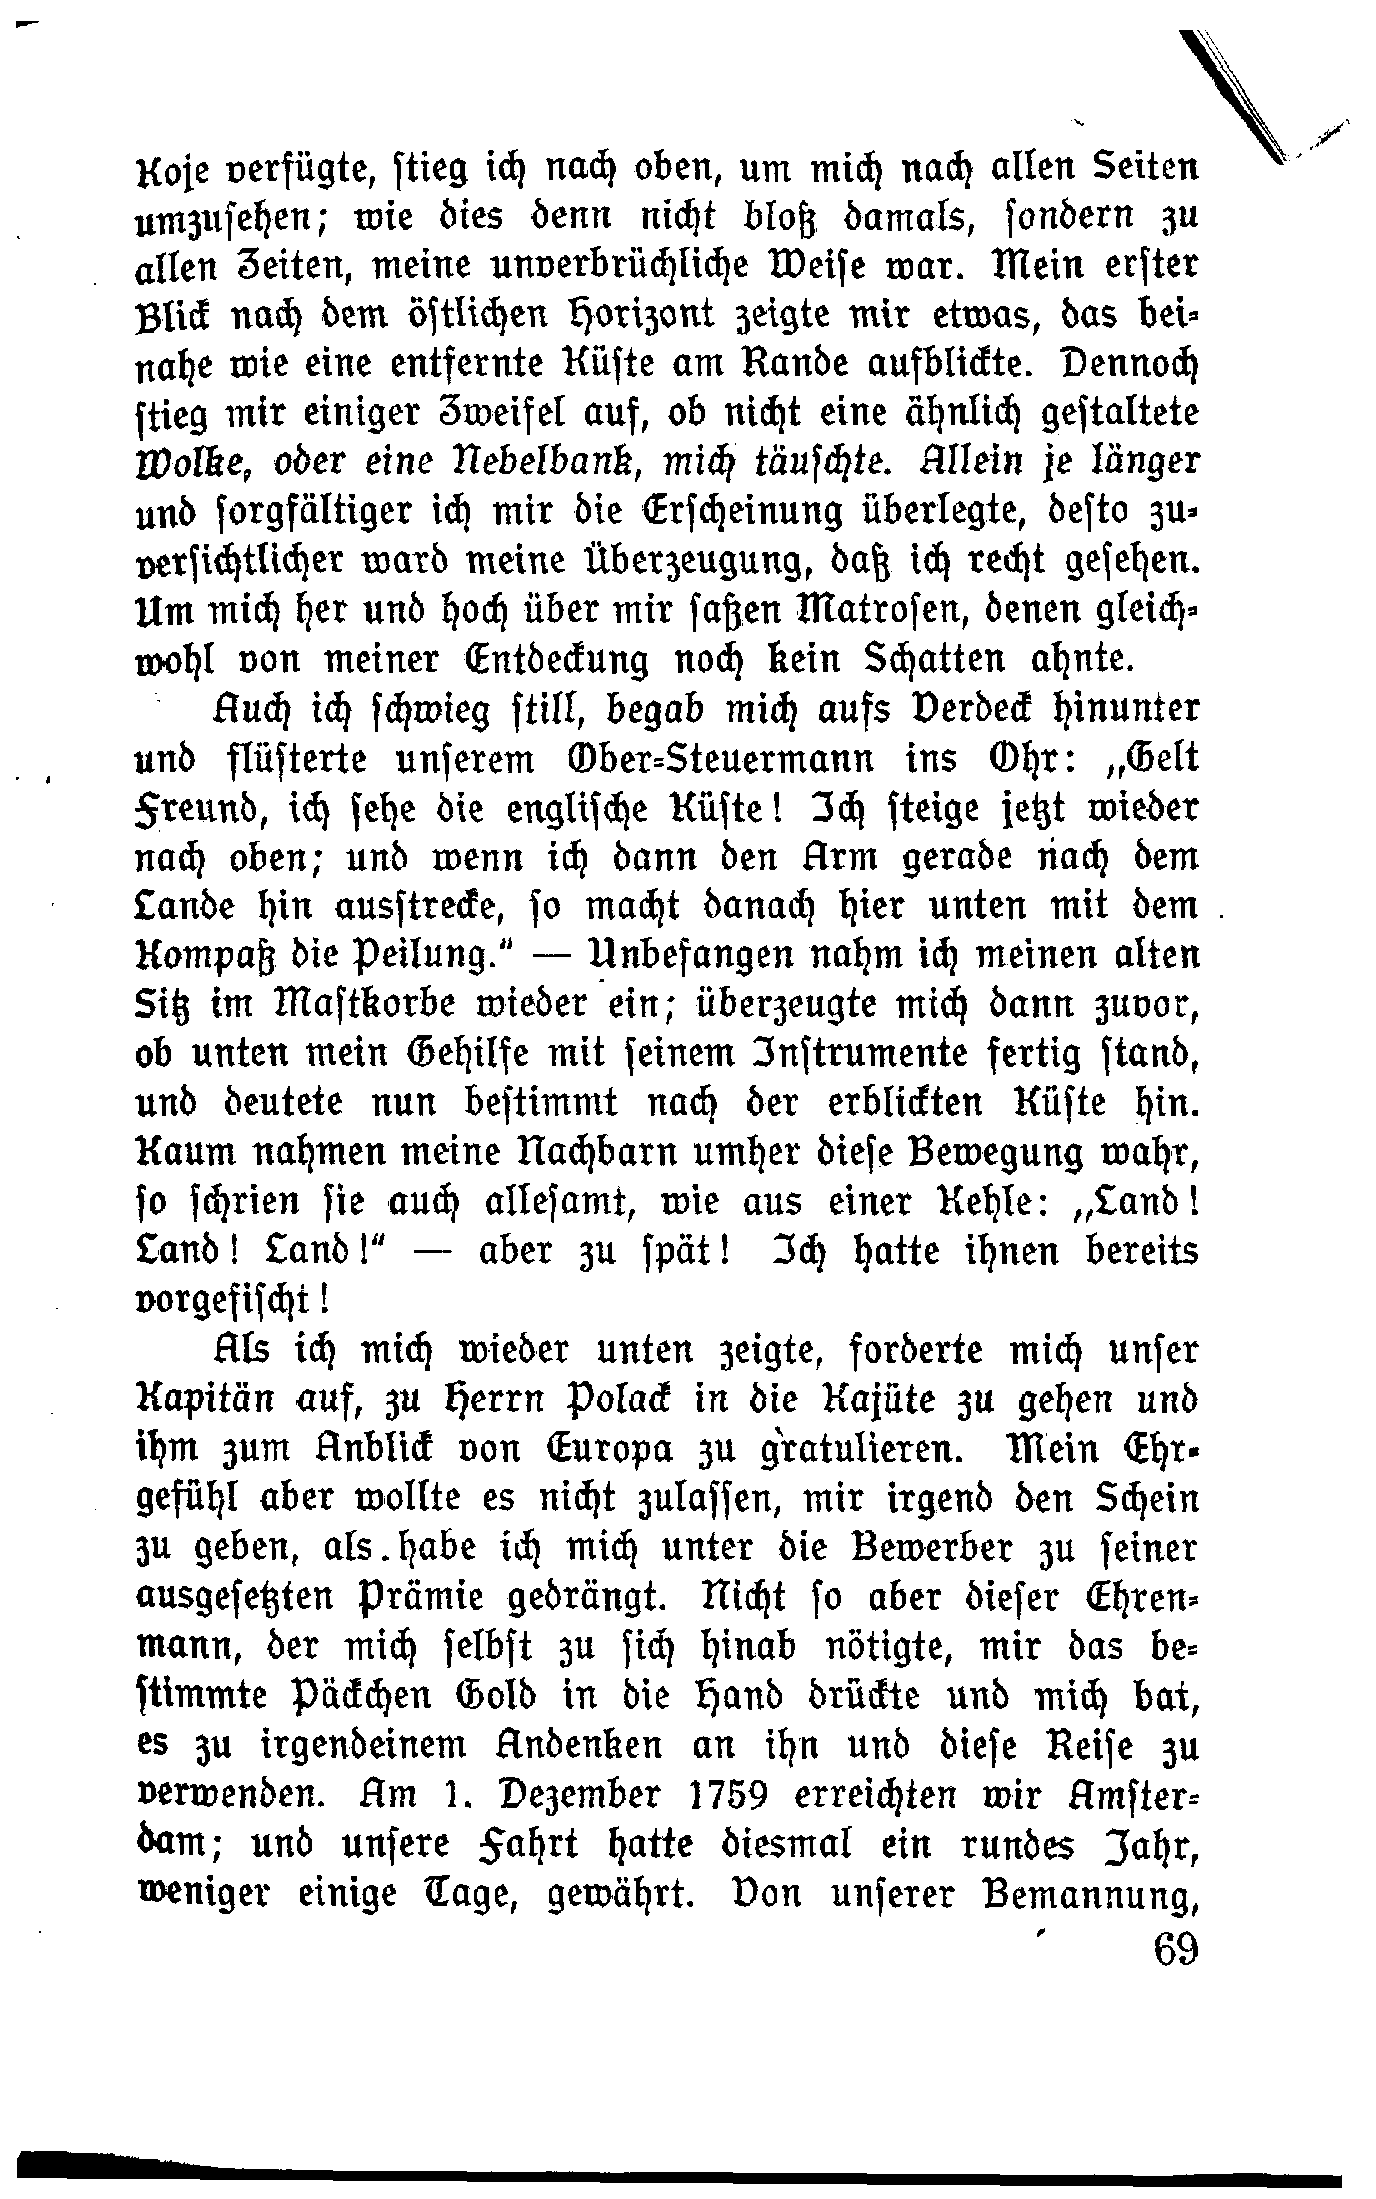 Koje verfügte, stieg ich nach oben, um mich nach allen Seiten
umzusehen; wie dies denn nicht bloß damals, sondern zu
allen Zeiten, meine unverbrüchliche Weise war. Mein erster
Blick nach dem östlichen Horizont zeigte mir etwas, das bei-
nahe wie eine entfernte Küste am Rande aufblickte. Dennoch
stieg mir einiger Zweifel auf, ob nicht eine ähnlich gestaltete
Wolke, oder eine Nebelbank, mich täuschte. Allein je länger
und sorgfältiger ich mir die Erscheinung überlegte, desto zu-
versichtlicher ward meine Überzeugung, daß ich recht gesehen.
Um mich her und hoch über mir saßen Matrosen, denen gleich-
wohl von meiner Entdeckung noch kein Schatten ahnte.
Auch ich schwieg still, begab mich aufs Verdeck hinunter
und flüsterte unserem Ober-Steuermann ins Ohr: „Gelt
Freund, ich sehe die englische Küste! Ich steige jetzt wieder
nach oben; und wenn ich dann den Arm gerade nach dem
Lande hin ausstrecke, so macht danach hier unten mit dem
Kompaß die Peilung.“ — Unbefangen nahm ich meinen alten
Sitz im Mastkorbe wieder ein; überzeugte mich dann zuvor,
ob unten mein Gehilfe mit seinem Instrumente fertig stand,
und deutete nun bestimmt nach der erblickten Küste hin.
Kaum nahmen meine Nachbarn umher diese Bewegung wahr,
so schrien sie auch allesamt, wie aus einer Kehle: „Land!
Land! Land!“ — aber zu spät! Ich hatte ihnen bereits
vorgefischt!
Als ich mich wieder unten zeigte, forderte mich unser
Kapitän auf, zu Herrn Polack in die Kajüte zu gehen und
ihm zum Anblick von Europa zu gratulieren. Mein Ehr-
gefühl aber wollte es nicht zulassen, mir irgend den Schein
zu geben, als habe ich mich unter die Bewerber zu seiner
ausgesetzten Prämie gedrängt. Nicht so aber dieser Ehren-
mann, der mich selbst zu sich hinab nötigte, mir das be-
stimmte Päckchen Gold in die Hand drückte und mich bat,
es zu irgendeinem Andenken an ihn und diese Reise zu
verwenden. Am 1. Dezember 1759 erreichten wir Amster-
dam; und unsere Fahrt hatte diesmal ein rundes Jahr,
weniger einige Tage, gewährt. Von unserer Bemannung,
69